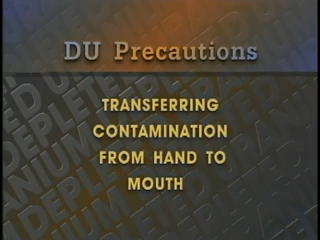 DU Precautions
TRANSFERRING
CONTAMINATION
FROM HAND TO
MOUTH